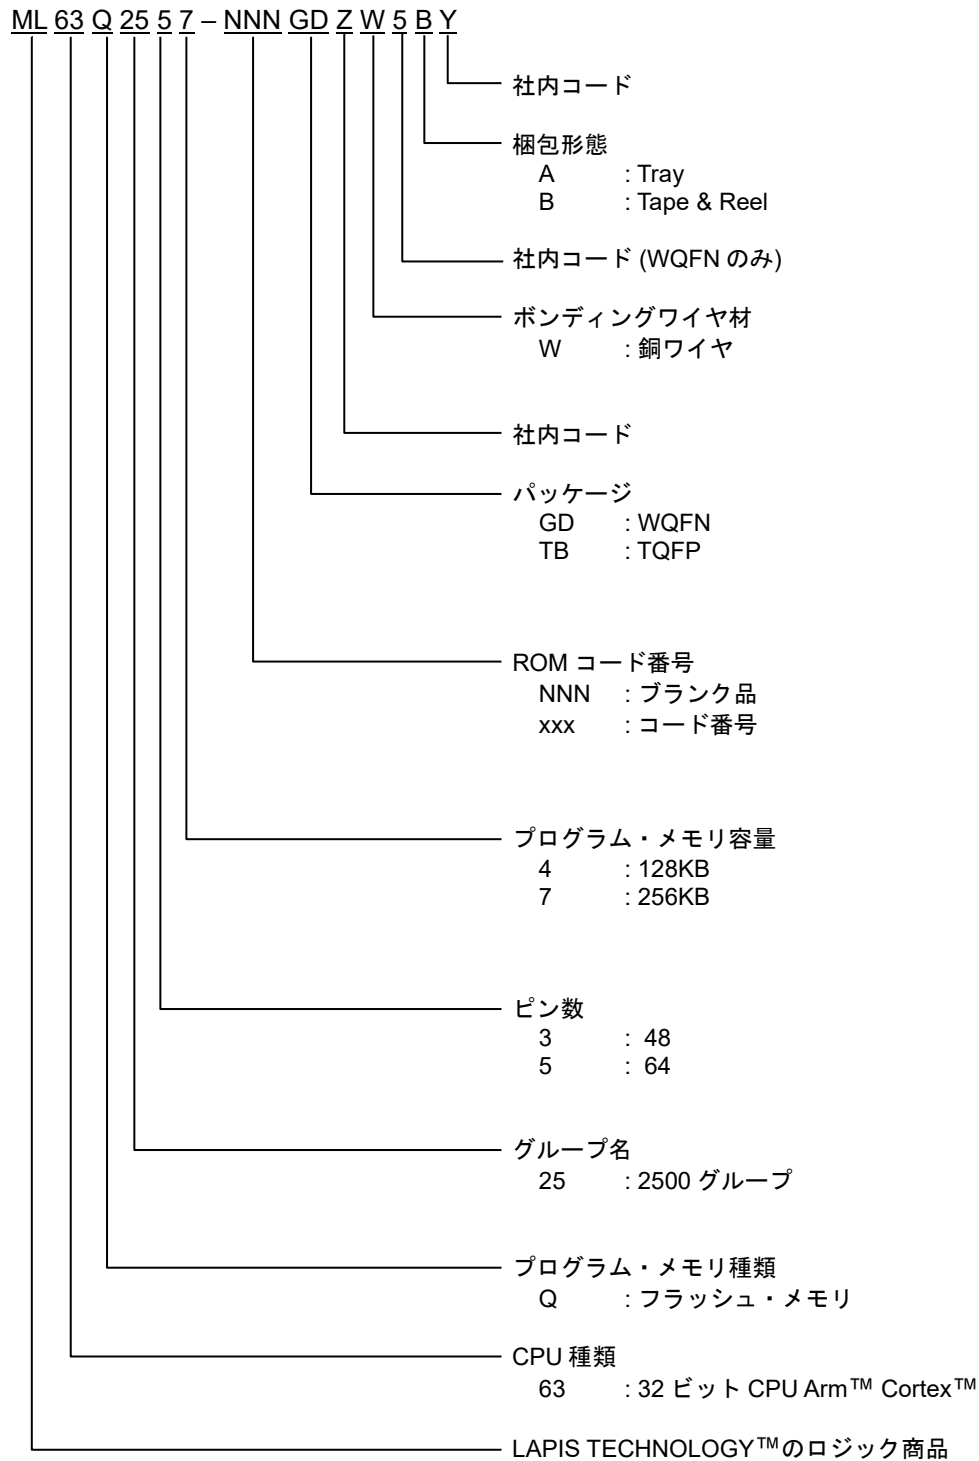 ML 63 Q 25 5 7 – NNN GD Z W 5 B Y
社内コード
梱包形態
A : Tray
B : Tape & Reel
社内コード (WQFN のみ)
ボンディングワイヤ材
W : 銅ワイヤ
社内コード
パッケージ
GD : WQFN
TB : TQFP
ROM コード番号
NNN : ブランク品
xxx : コード番号
プログラム・メモリ容量
4 : 128KB
7 : 256KB
ピン数
3 : 48
5 : 64
グループ名
25 : 2500 グループ
プログラム・メモリ種類
Q : フラッシュ・メモリ
CPU 種類
63 : 32 ビット CPU Arm™ Cortex™
LAPIS TECHNOLOGY™のロジック商品